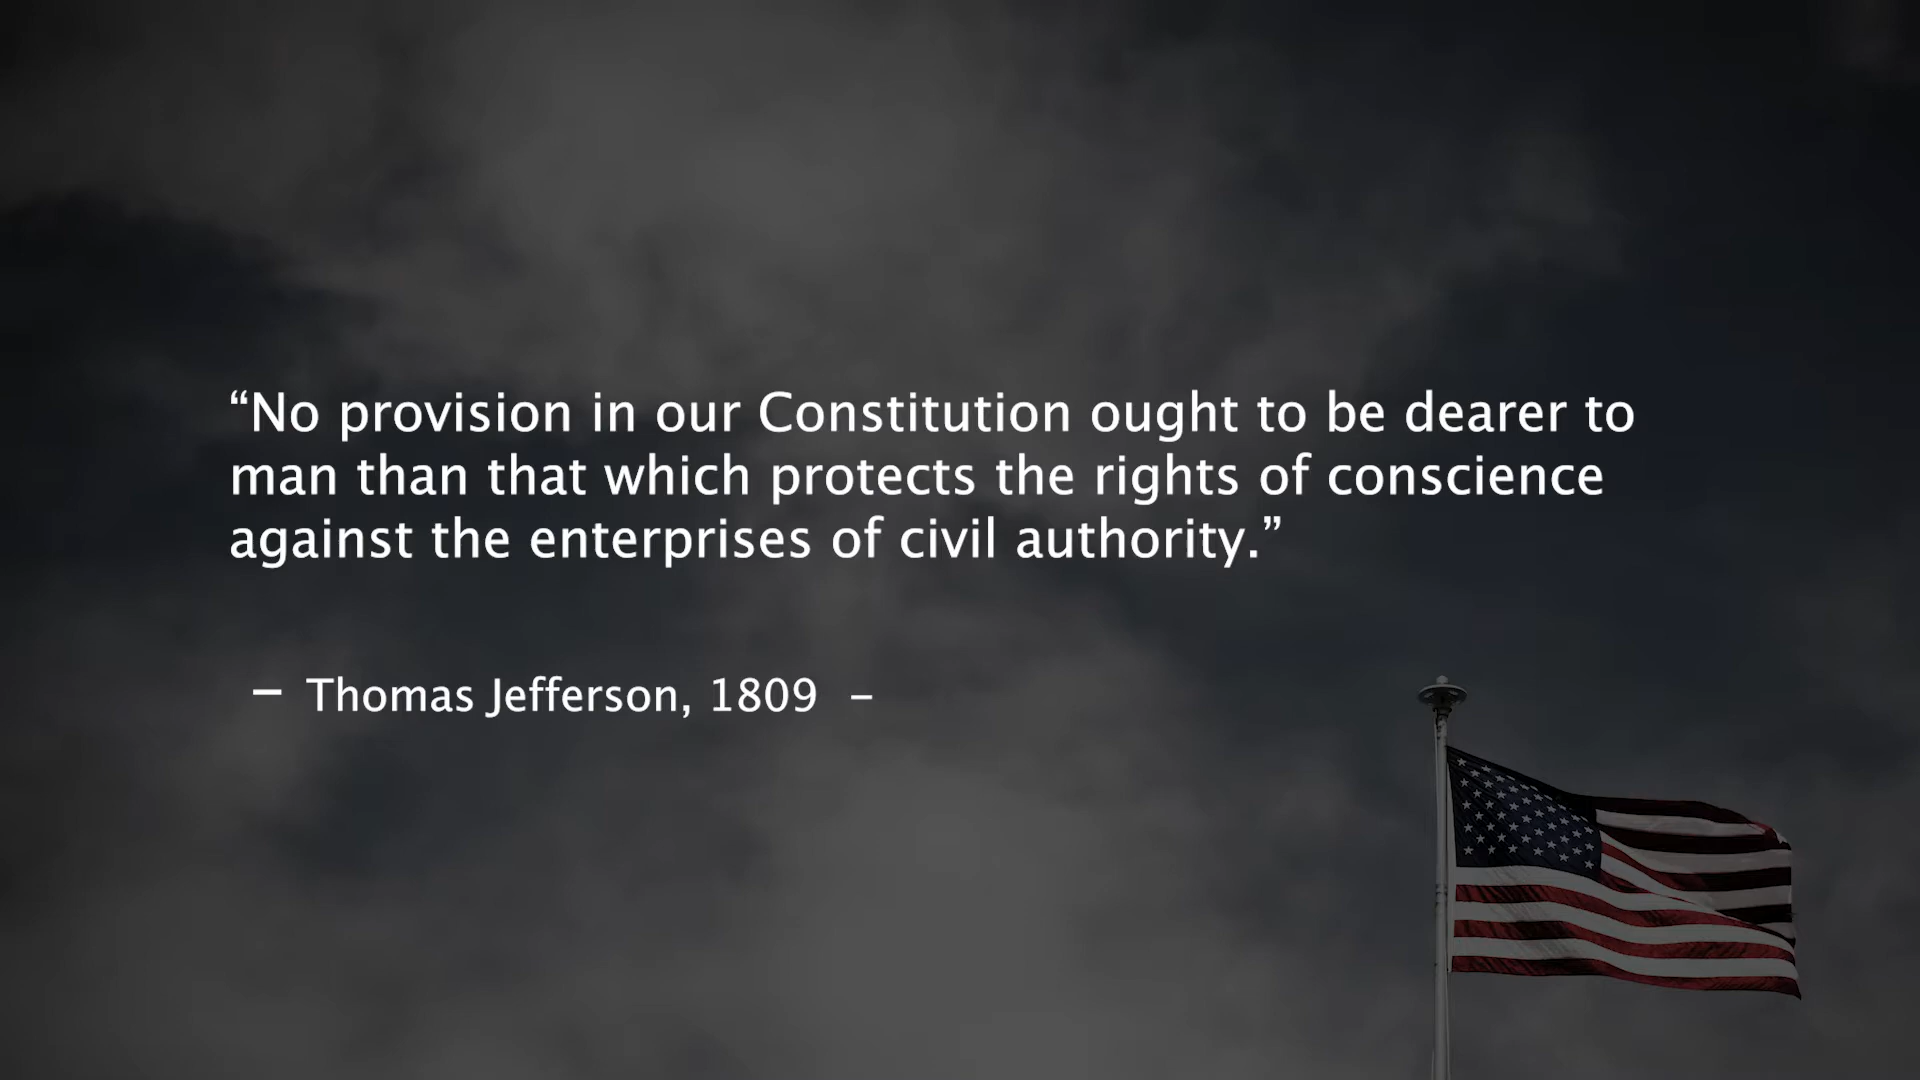 “No provision in our Constitution ought to be dearer to
man than that which protects the rights of conscience
against the enterprises of civil authority.”
– Thomas Jefferson, 1809 –